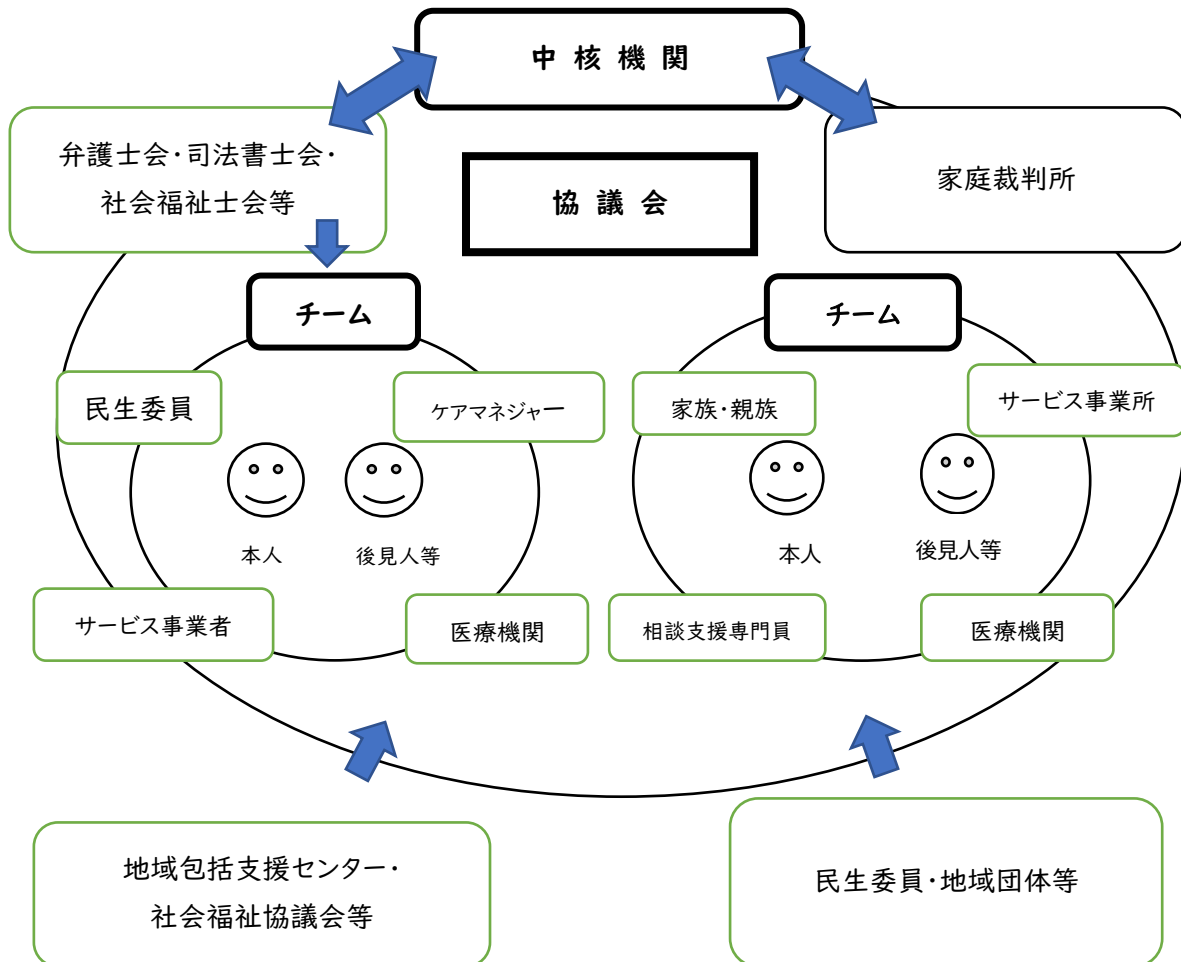 中核機関
弁護士会・司法書士会・
社会福祉士会等
協議会
家庭裁判所
チーム
民生委員
ケアマネジャー
本人
後見人等
サービス事業者
医療機関
チーム
家族・親族
サービス事業所
本人
後見人等
相談支援専門員
医療機関
地域包括支援センター・
社会福祉協議会等
民生委員・地域団体等